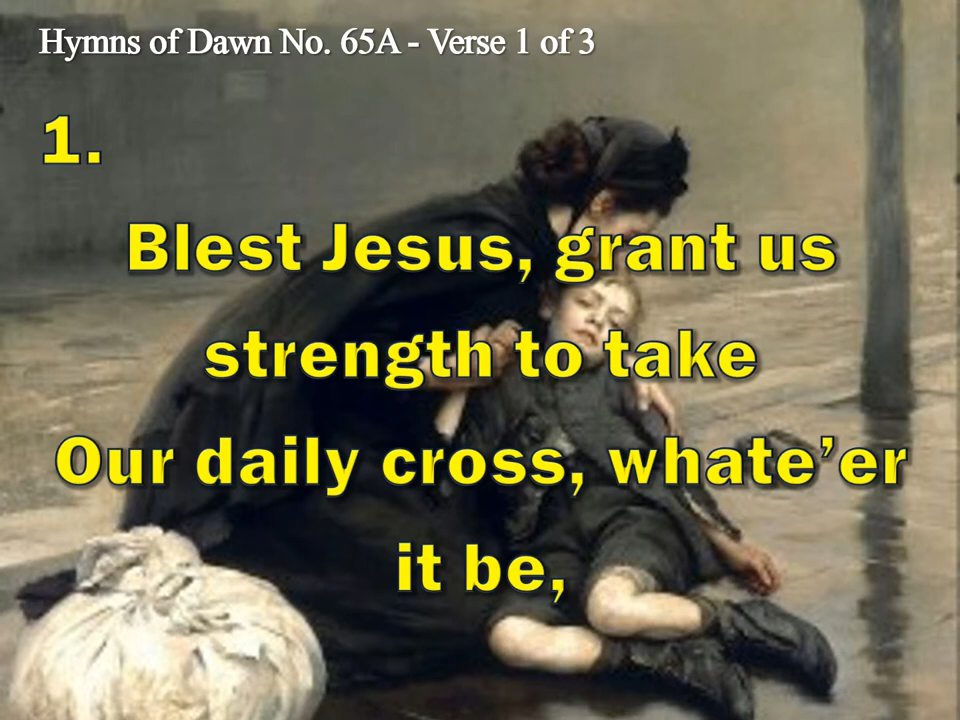 Hymns of Dawn No. 65A - Verse 1 of 3
1.
Blest Jesus, grant us
strength to take
Our daily cross, whate’er
it be,